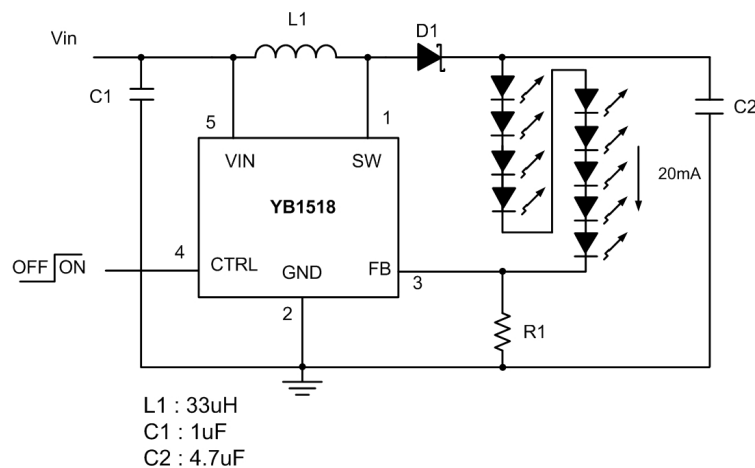 L1
Vin
D1
C1
C2
5
1
VIN
SW
YB1518
20mA
4
OFF ON
CTRL
GND
FB
3
2
R1
L1 : 33uH
C1 : 1uF
C2 : 4.7uF